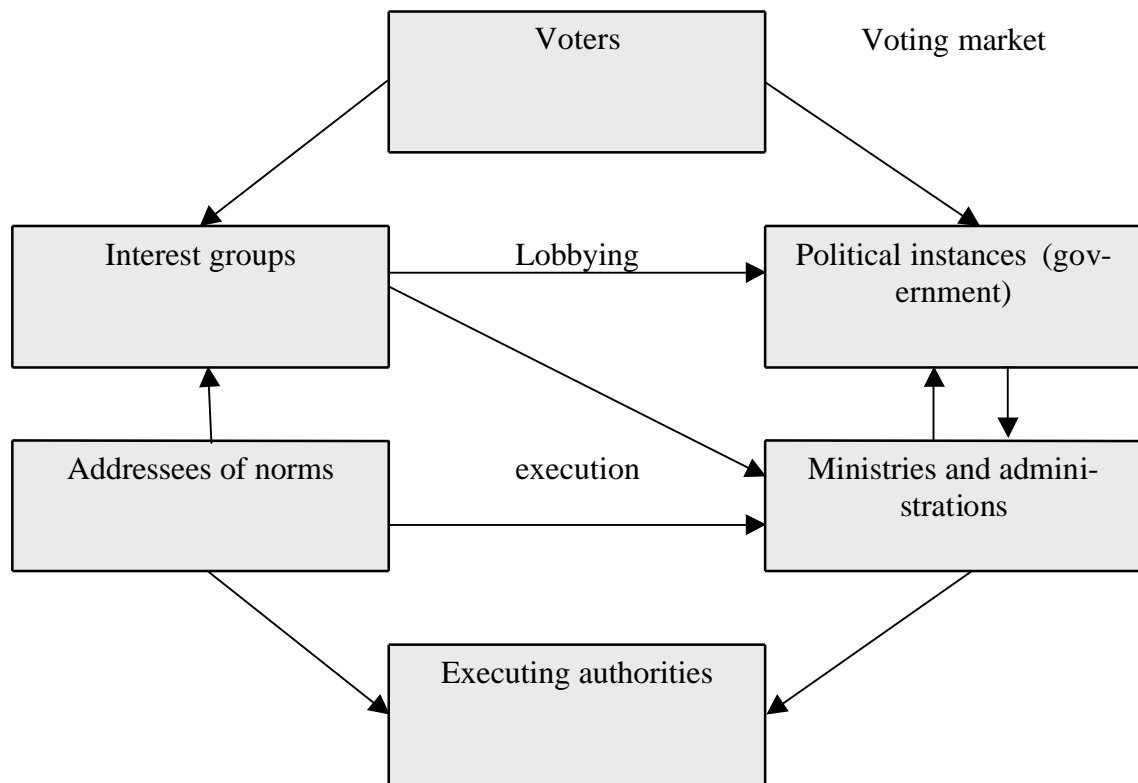 Voters
Voting market
Interest groups
Lobbying
Political instances (gov-
ernment)
Addressees of norms
execution
Ministries and admini-
strations
Executing authorities